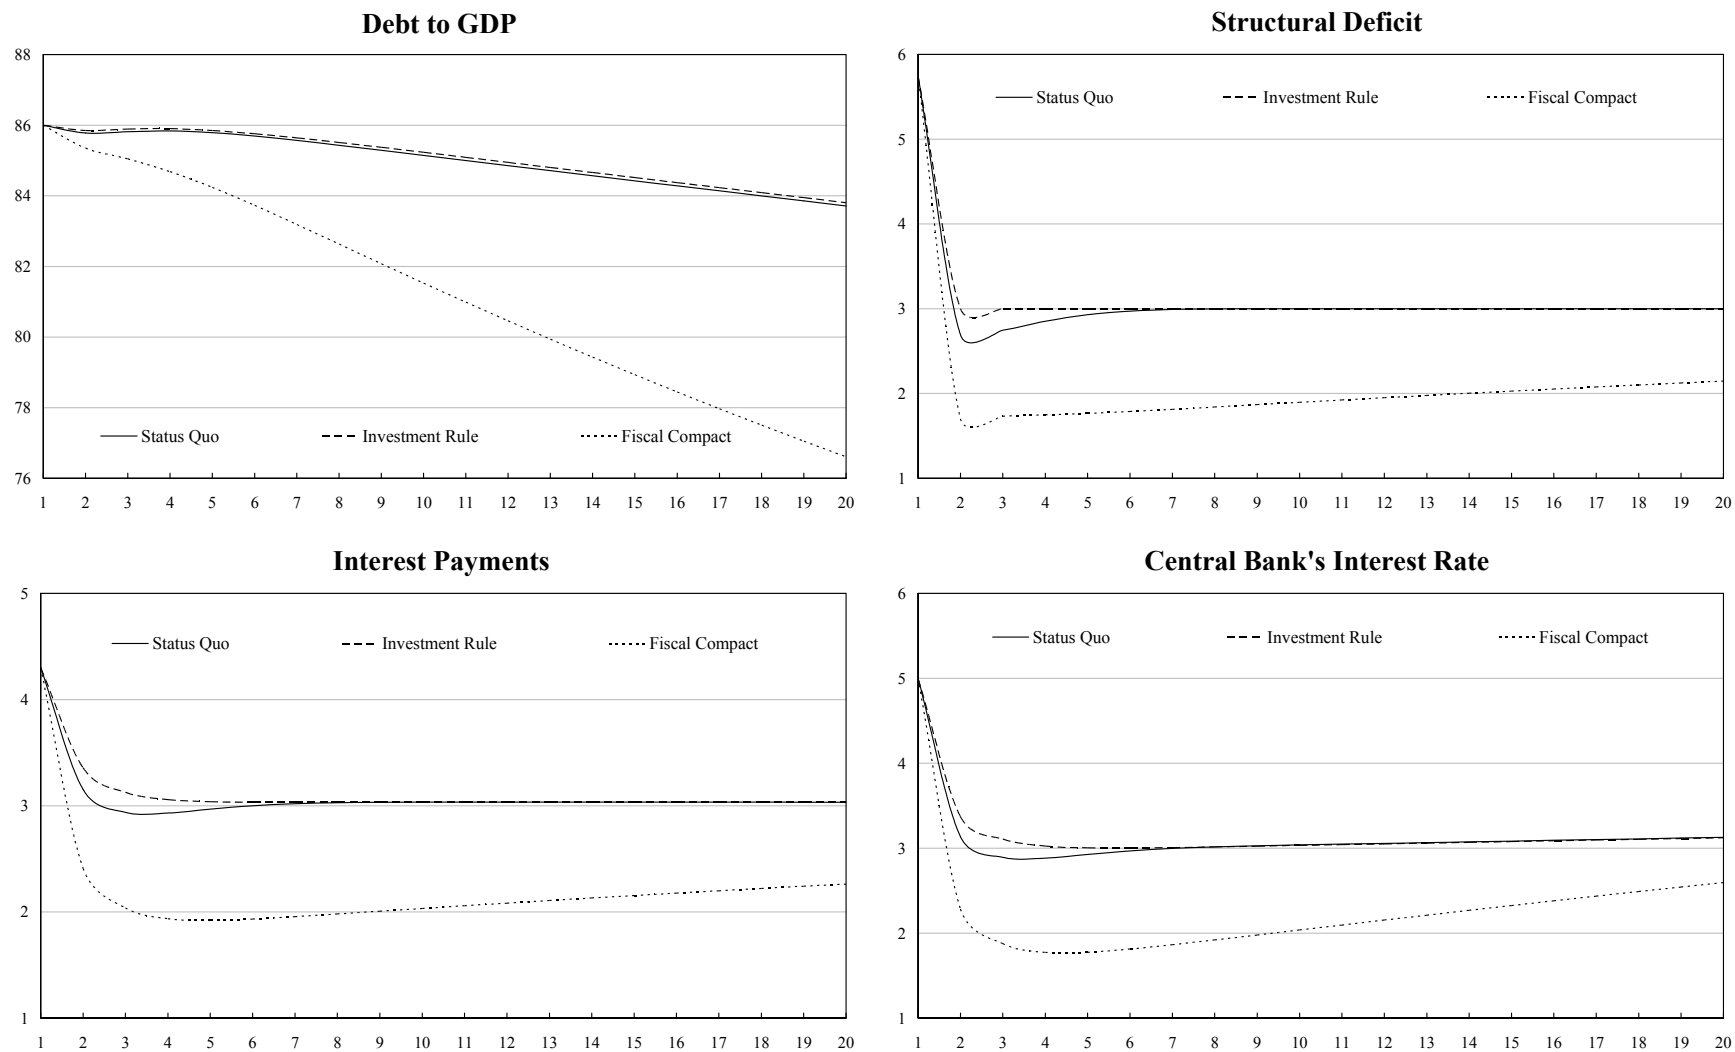 Debt to GDP
88
86
84
82
80
78
76
Status Quo Investment Rule Fiscal Compact
1 2 3 4 5 6 7 8 9 10 11 12 13 14 15 16 17 18 19 20
Structural Deficit
6
5
4
3
2
1
Status Quo Investment Rule Fiscal Compact
1 2 3 4 5 6 7 8 9 10 11 12 13 14 15 16 17 18 19 20
Interest Payments
5
4
3
2
1
Status Quo Investment Rule Fiscal Compact
1 2 3 4 5 6 7 8 9 10 11 12 13 14 15 16 17 18 19 20
Central Bank's Interest Rate
6
5
4
3
2
1
Status Quo Investment Rule Fiscal Compact
1 2 3 4 5 6 7 8 9 10 11 12 13 14 15 16 17 18 19 20